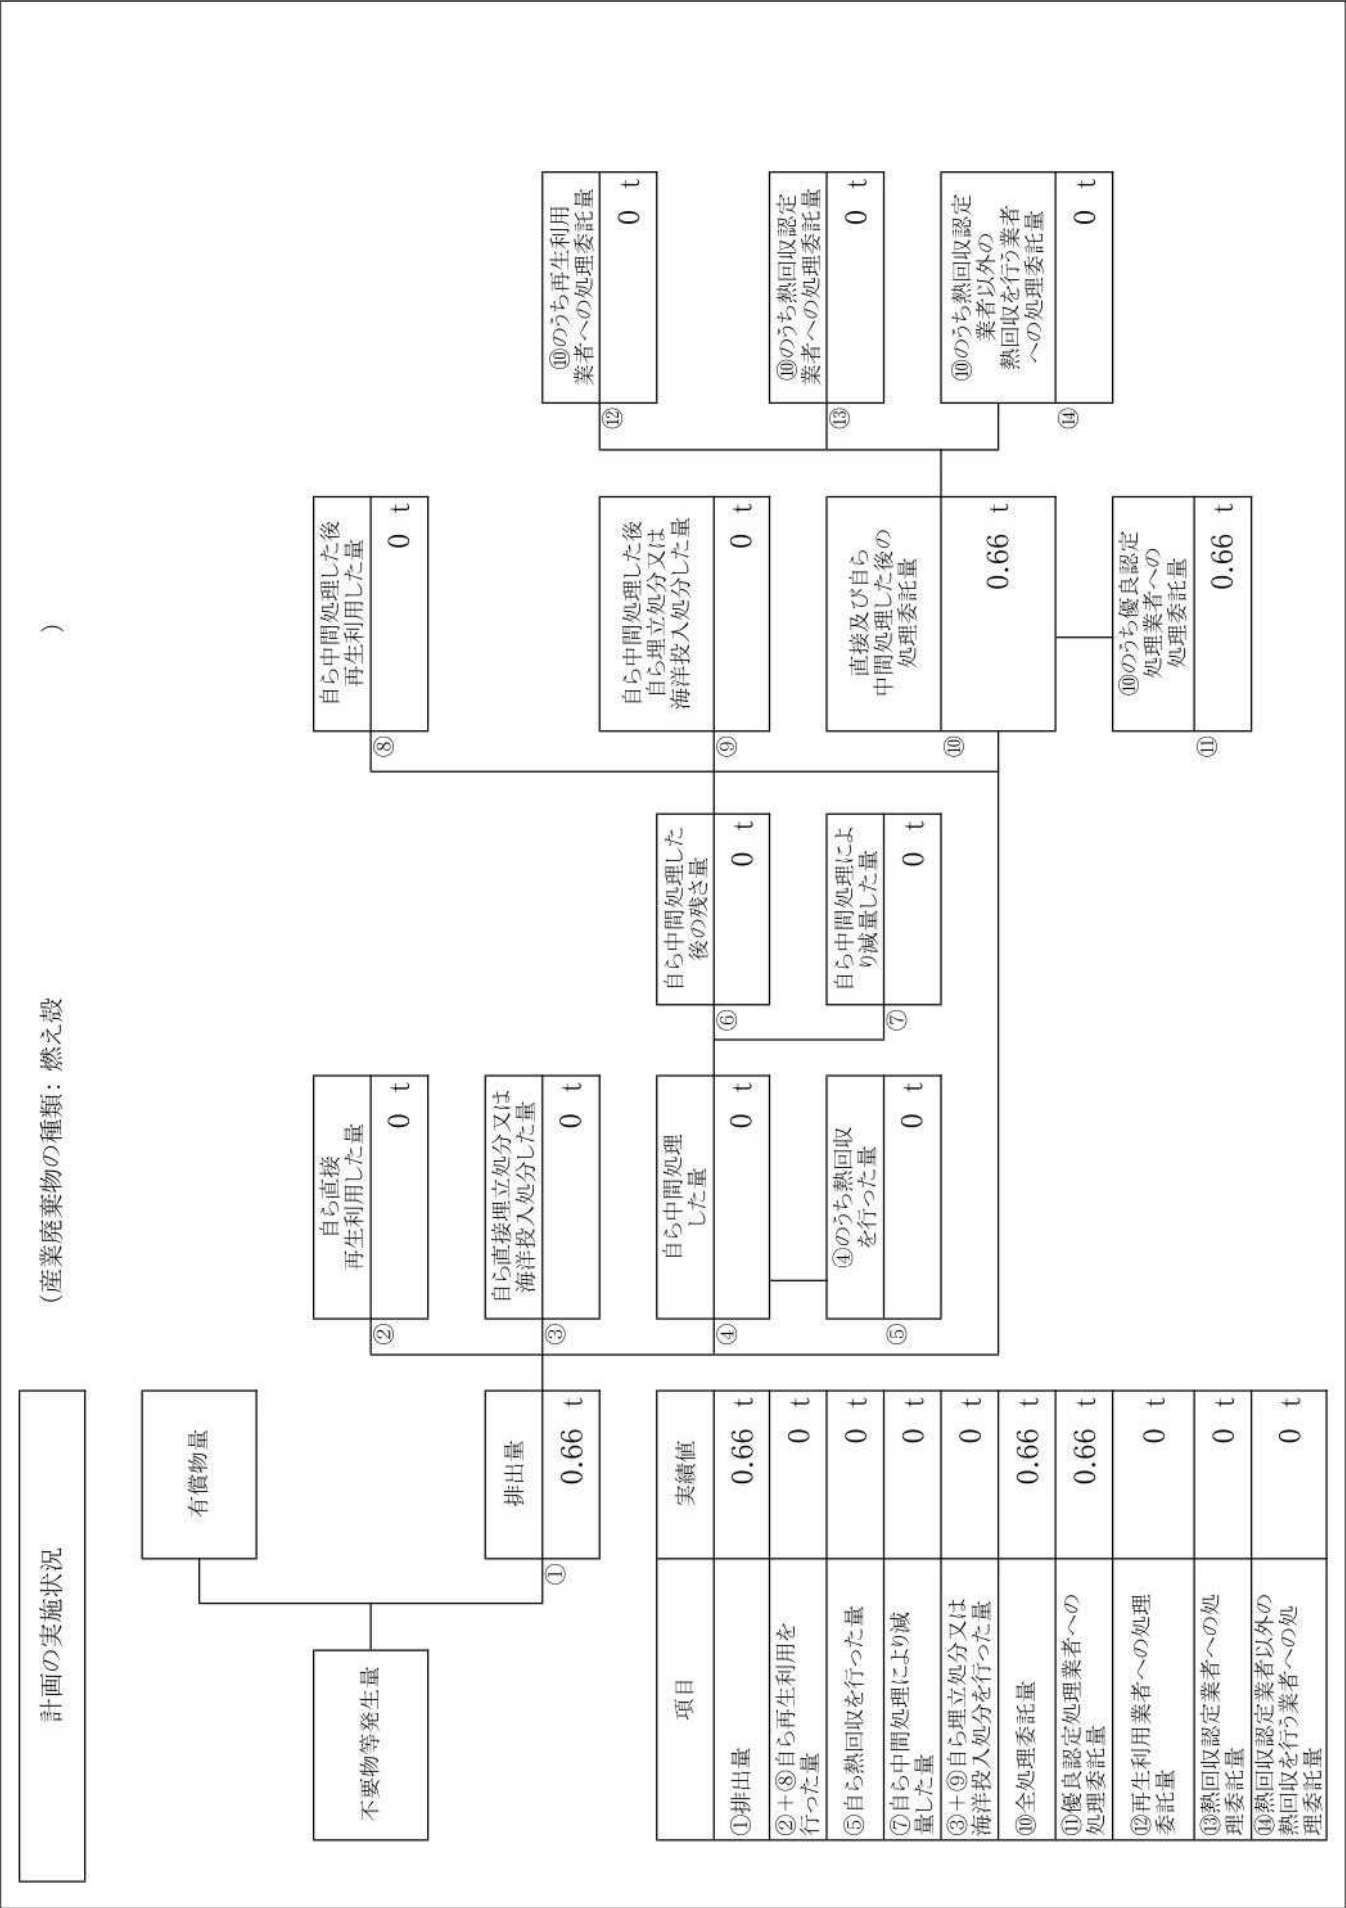 計画の実施状況
（産業廃棄物の種類：燃え殻　　　　　　　　）
不要物等発生量
有償物量
排出量
①
0.66 t
自ら直接
再生利用した量
②
0 t
自ら直接埋立処分又は
海洋投入処分した量
③
0 t
自ら中間処理
した量
④
0 t
④のうち熱回収
を行った量
⑤
0 t
自ら中間処理した
後の残さ量
⑥
0 t
自ら中間処理によ
り減量した量
⑦
0 t
自ら中間処理した後
再生利用した量
⑧
0 t
自ら中間処理した後
自ら埋立処分又は
海洋投入処分した量
⑨
0 t
直接及び自ら
中間処理した後の
処理委託量
⑩
0.66 t
⑩のうち優良認定
処理業者への
処理委託量
⑪
0.66 t
⑩のうち再生利用
業者への処理委託量
⑫
0 t
⑩のうち熱回収認定
業者への処理委託量
⑬
0 t
⑩のうち熱回収認定
業者以外の
熱回収を行う業者
への処理委託量
⑭
0 t
項目 実績値
①排出量 0.66 t
②＋⑧自ら再生利用を
行った量 0 t
⑤自ら熱回収を行った量 0 t
⑦自ら中間処理により減
量した量 0 t
③＋⑨自ら埋立処分又は
海洋投入処分を行った量 0 t
⑩全処理委託量 0.66 t
⑪優良認定処理業者への
処理委託量 0.66 t
⑫再生利用業者への処理
委託量 0 t
⑬熱回収認定業者への処
理委託量 0 t
⑭熱回収認定業者以外の
熱回収を行う業者への処
理委託量 0 t